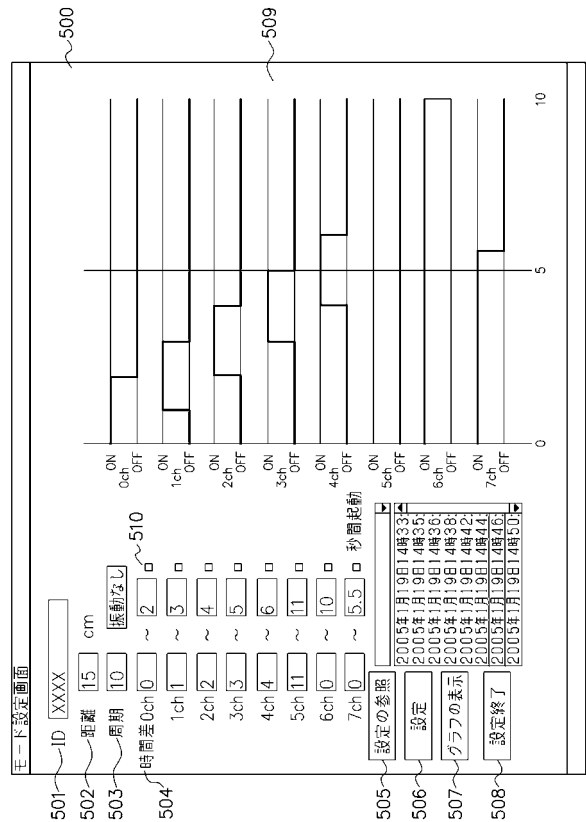 モード設定画面
500
501 ID XXXX
502 距離 15 cm
503 周期 10 振動なし
510
504 時間差 0ch 0 ~ 2
1ch 1 ~ 3
2ch 2 ~ 4
3ch 3 ~ 5
4ch 4 ~ 6
5ch 11 ~ 11
6ch 0 ~ 10
7ch 0 ~ 5.5 秒間起動
505 設定の参照
506 設定
507 グラフの表示
508 設定終了
2005年1月19日14時33:
2005年1月19日14時35:
2005年1月19日14時36:
2005年1月19日14時38:
2005年1月19日14時42:
2005年1月19日14時44:
2005年1月19日14時46:
2005年1月19日14時50:
509
ON
0ch
OFF
ON
1ch
OFF
ON
2ch
OFF
ON
3ch
OFF
ON
4ch
OFF
ON
5ch
OFF
ON
6ch
OFF
ON
7ch
OFF
0 5 10